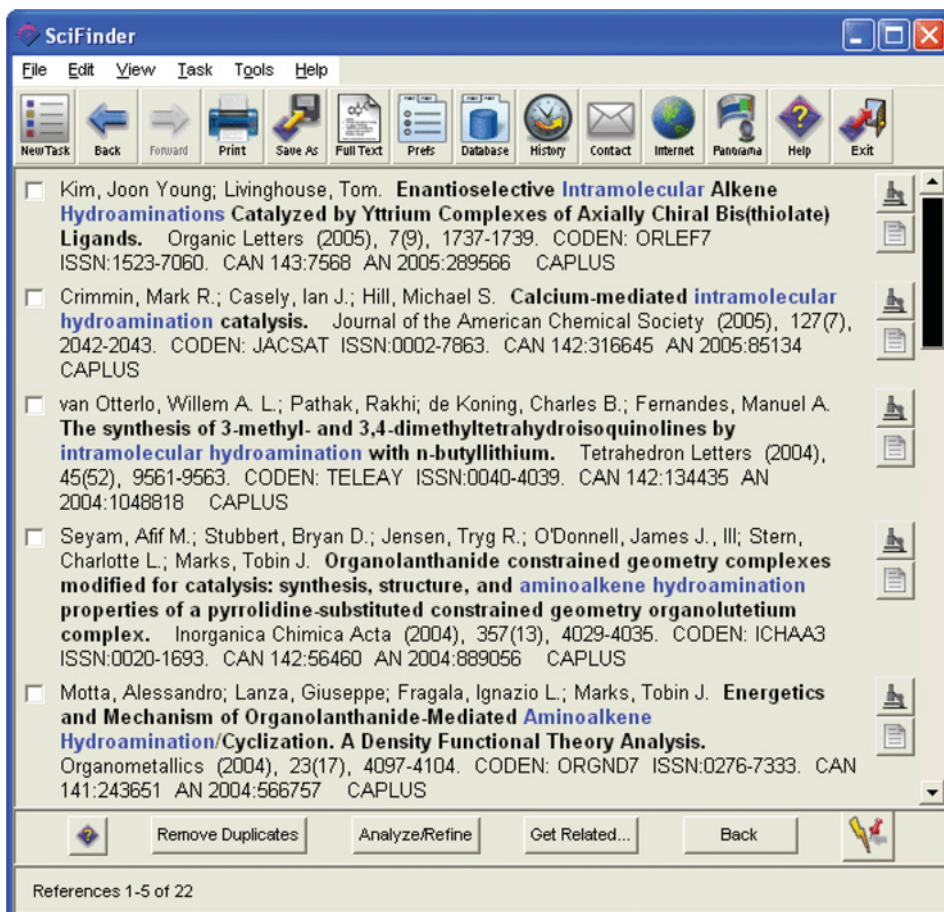 SciFinder
File Edit View Task Tools Help
New Task Back Forward Print Save As Full Text Prefs Database History Contact Internet Panorama Help Exit
Kim, Joon Young; Livinghouse, Tom. Enantioselective Intramolecular Alkene
Hydroaminations Catalyzed by Yttrium Complexes of Axially Chiral Bis(thiolate)
Ligands. Organic Letters (2005), 7(9), 1737-1739. CODEN: ORLEF7
ISSN:1523-7060. CAN 143:7568 AN 2005:289566 CAPLUS
Crimmin, Mark R.; Casely, Ian J.; Hill, Michael S. Calcium-mediated intramolecular
hydroamination catalysis. Journal of the American Chemical Society (2005), 127(7),
2042-2043. CODEN: JACSAT ISSN:0002-7863. CAN 142:316645 AN 2005:85134
CAPLUS
van Otterlo, Willem A. L.; Pathak, Rakhi; de Koning, Charles B.; Fernandes, Manuel A.
The synthesis of 3-methyl- and 3,4-dimethyltetrahydroisoquinolines by
intramolecular hydroamination with n-butyllithium. Tetrahedron Letters (2004),
45(52), 9561-9563. CODEN: TELEAY ISSN:0040-4039. CAN 142:134435 AN
2004:1048818 CAPLUS
Seyam, Afif M.; Stubbert, Bryan D.; Jensen, Tryg R.; O'Donnell, James J., III; Stern,
Charlotte L.; Marks, Tobin J. Organolanthanide constrained geometry complexes
modified for catalysis: synthesis, structure, and aminoalkene hydroamination
properties of a pyrrolidine-substituted constrained geometry organolutetium
complex. Inorganica Chimica Acta (2004), 357(13), 4029-4035. CODEN: ICHAA3
ISSN:0020-1693. CAN 142:56460 AN 2004:889056 CAPLUS
Motta, Alessandro; Lanza, Giuseppe; Fragala, Ignazio L.; Marks, Tobin J. Energetics
and Mechanism of Organolanthanide-Mediated Aminoalkene
Hydroamination/Cyclization. A Density Functional Theory Analysis.
Organometallics (2004), 23(17), 4097-4104. CODEN: ORGND7 ISSN:0276-7333. CAN
141:243651 AN 2004:566757 CAPLUS
Remove Duplicates Analyze/Refine Get Related... Back
References 1-5 of 22